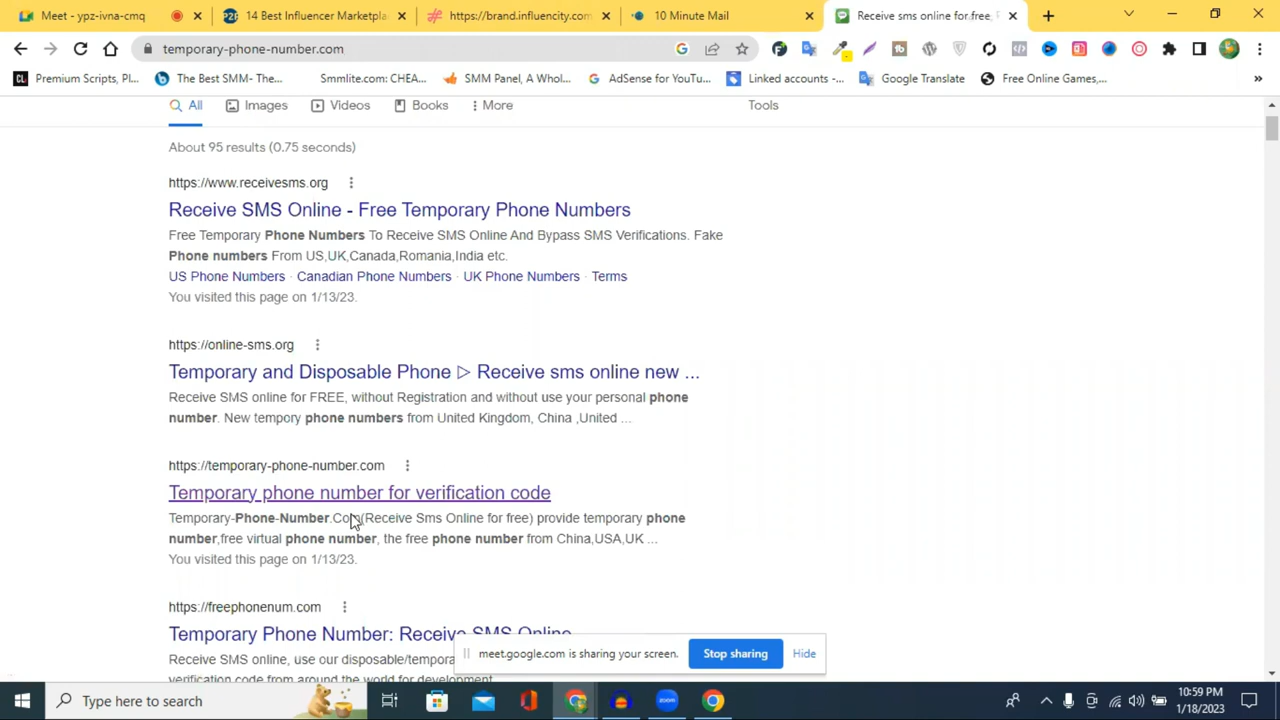 Meet - ypz-ivna-cmq
14 Best Influencer Marketpla
https://brand.influencity.com
10 Minute Mail
Receive sms online for free,
temporary-phone-number.com
Premium Scripts, Pl...
The Best SMM- The...
Smmlite.com: CHEA...
SMM Panel, A Whol...
AdSense for YouTu...
Linked accounts -...
Google Translate
Free Online Games,...
All
Images
Videos
Books
More
Tools
About 95 results (0.75 seconds)
https://www.receivesms.org
Receive SMS Online - Free Temporary Phone Numbers
Free Temporary Phone Numbers To Receive SMS Online And Bypass SMS Verifications. Fake
Phone numbers From US,UK,Canada,Romania,India etc.
US Phone Numbers · Canadian Phone Numbers · UK Phone Numbers · Terms
You visited this page on 1/13/23.
https://online-sms.org
Temporary and Disposable Phone ▷ Receive sms online new ...
Receive SMS online for FREE, without Registration and without use your personal phone
number. New tempory phone numbers from United Kingdom, China ,United ...
https://temporary-phone-number.com
Temporary phone number for verification code
Temporary-Phone-Number.Com(Receive Sms Online for free) provide temporary phone
number,free virtual phone number, the free phone number from China,USA,UK ...
You visited this page on 1/13/23.
https://freephonenum.com
Temporary Phone Number: Receive SMS Online
Receive SMS online, use our disposable/tempora
verification code from around the world for development
meet.google.com is sharing your screen.
Stop sharing
Hide
Type here to search
10:59 PM
1/18/2023